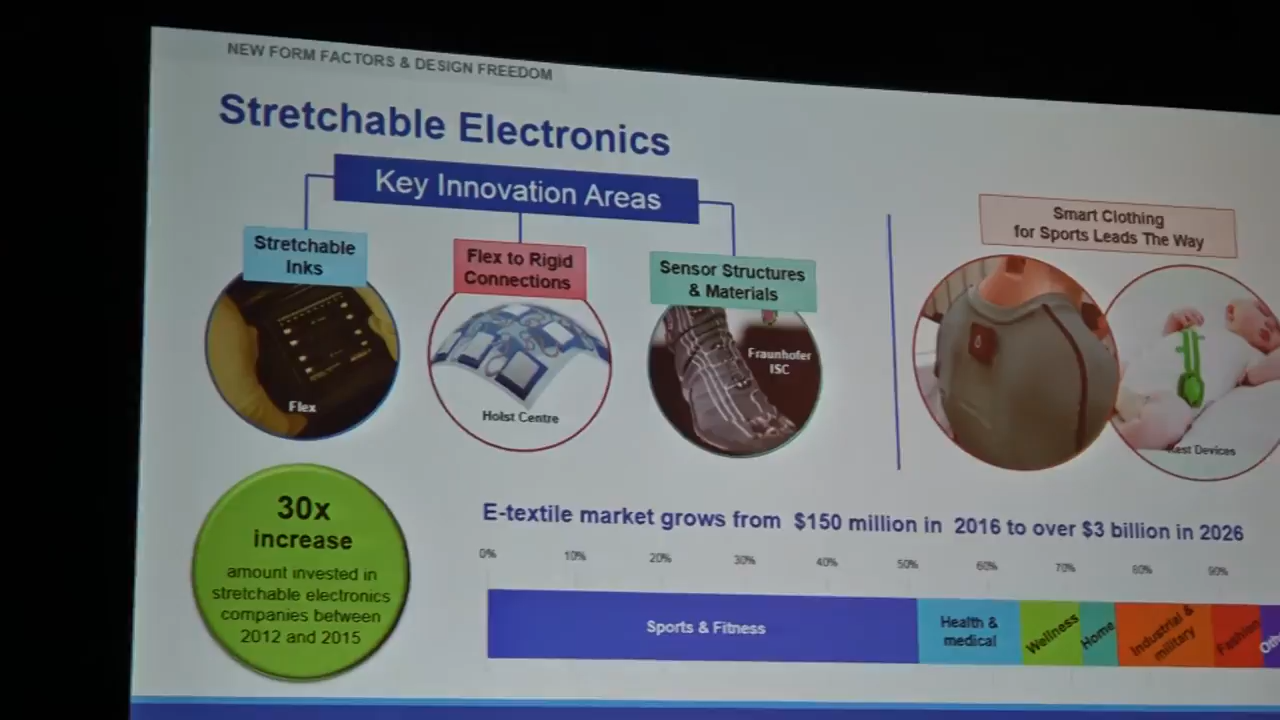 NEW FORM FACTORS & DESIGN FREEDOM
Stretchable Electronics
Key Innovation Areas
Stretchable
Inks
Flex to Rigid
Connections
Sensor Structures
& Materials
Flex
Holst Centre
Fraunhofer
ISC
Smart Clothing
for Sports Leads The Way
Devices
30x
increase
amount invested in
stretchable electronics
companies between
2012 and 2015
E-textile market grows from $150 million in 2016 to over $3 billion in 2026
0% 10% 20% 30% 40% 50% 60% 70% 80% 90%
Sports & Fitness
Health &
medical
Wellness
Home
Industrial &
military
Fashion